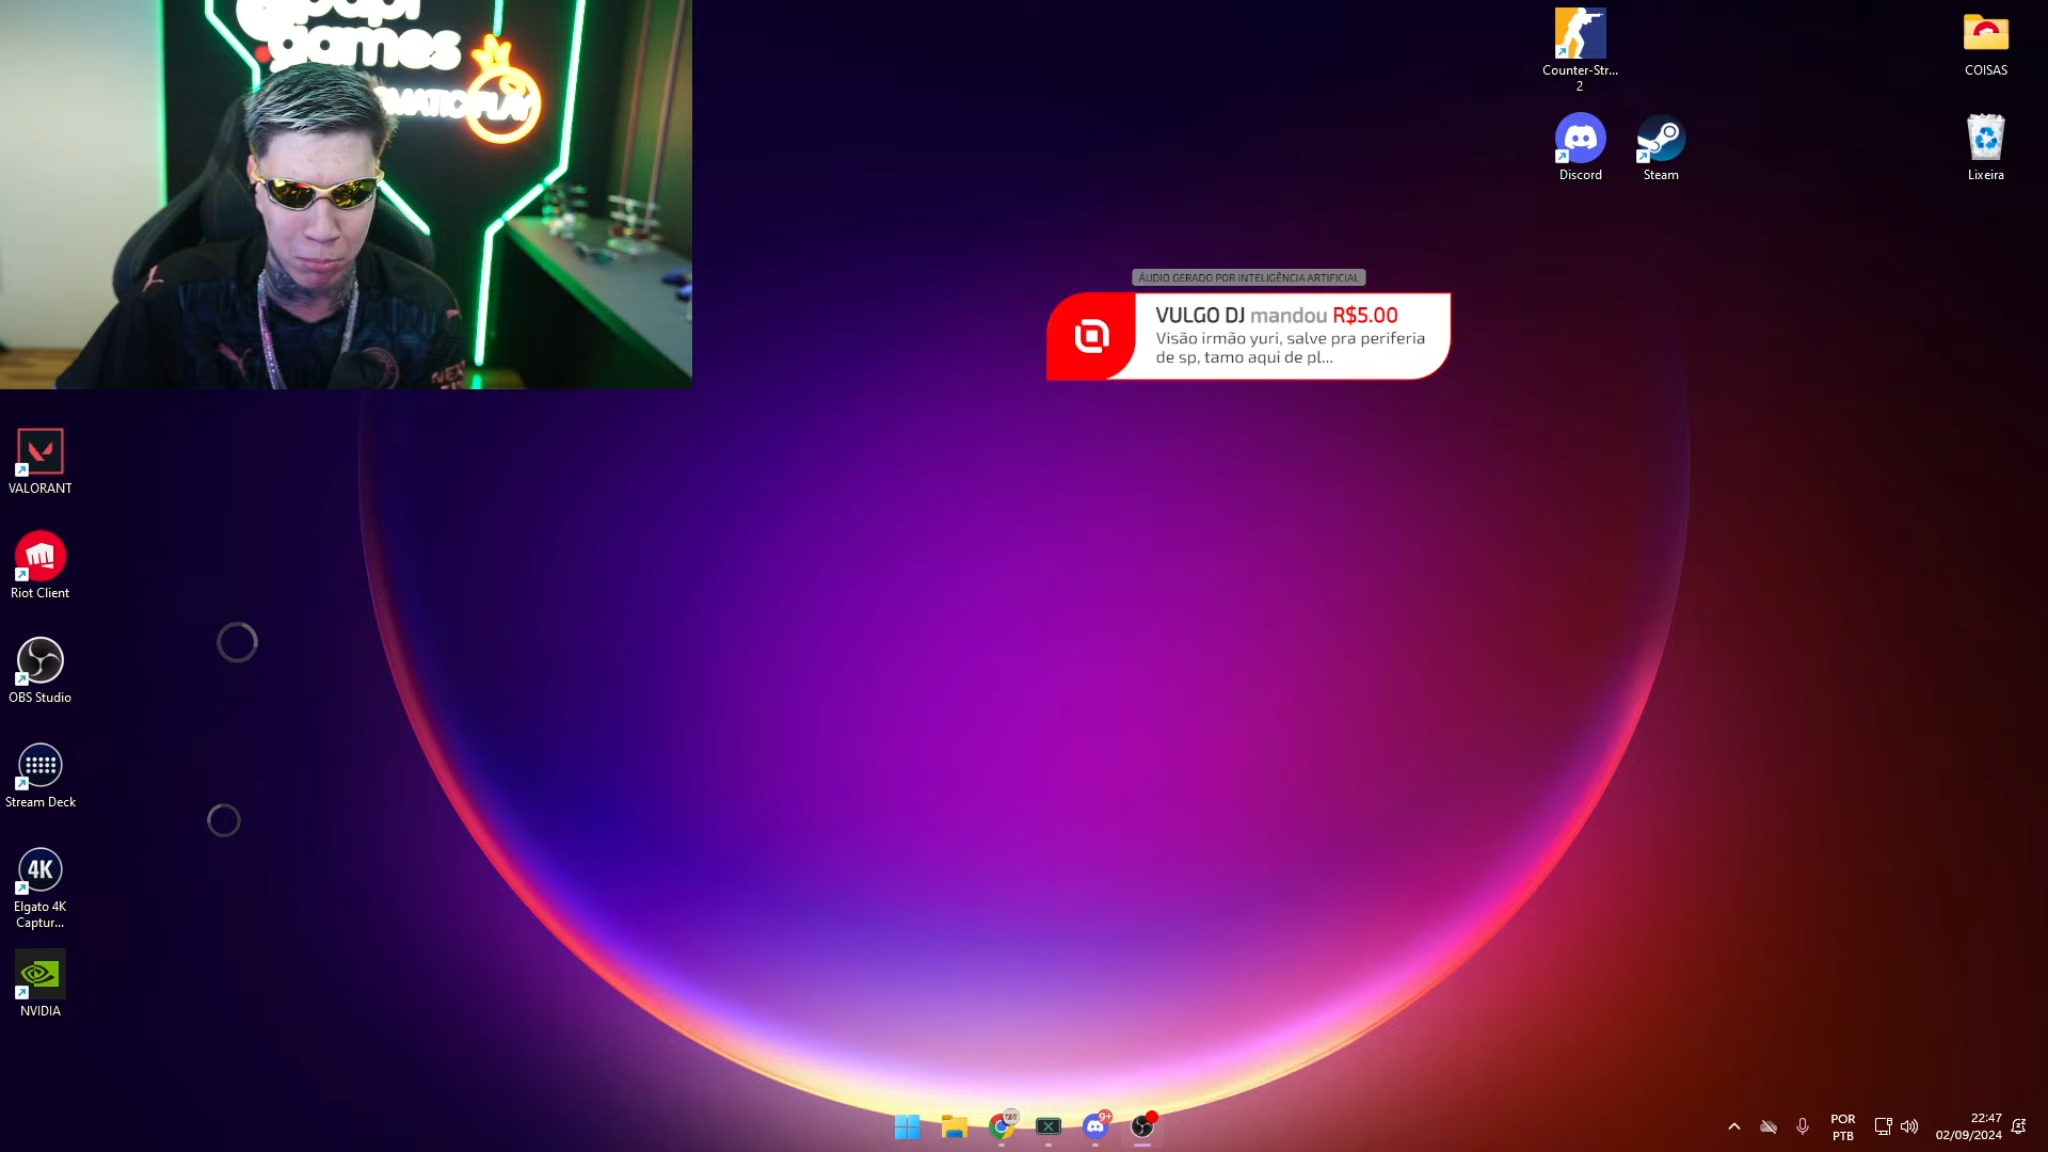 games
PLAY
Counter-Str...
2
COISAS
Discord
Steam
Lixeira
ÁUDIO GERADO POR INTELIGÊNCIA ARTIFICIAL
VULGO DJ mandou R$5.00
Visão irmão yuri, salve pra periferia
de sp, tamo aqui de pl...
VALORANT
Riot Client
OBS Studio
Stream Deck
4K
Elgato 4K
Captur...
NVIDIA
9+
POR
PTB
22:47
02/09/2024